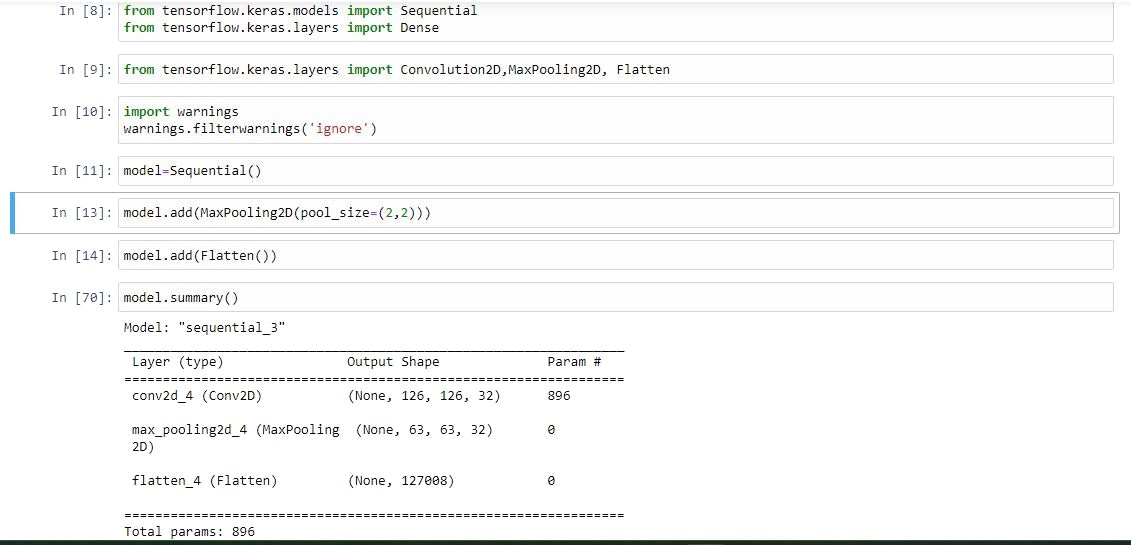 In [8]: from tensorflow.keras.models import Sequential
from tensorflow.keras.layers import Dense
In [9]: from tensorflow.keras.layers import Convolution2D,MaxPooling2D, Flatten
In [10]: import warnings
warnings.filterwarnings('ignore')
In [11]: model=Sequential()
In [13]: model.add(MaxPooling2D(pool_size=(2,2)))
In [14]: model.add(Flatten())
In [70]: model.summary()
Model: "sequential_3"
Layer (type) Output Shape Param #
=================================================================
conv2d_4 (Conv2D) (None, 126, 126, 32) 896
max_pooling2d_4 (MaxPooling (None, 63, 63, 32) 0
2D)
flatten_4 (Flatten) (None, 127008) 0
=================================================================
Total params: 896